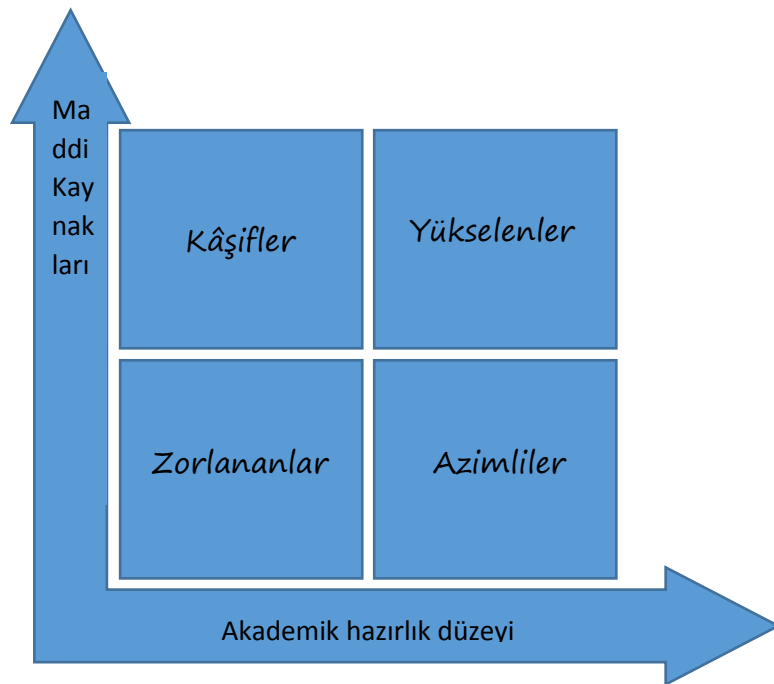 Ma
ddi
Kay
nak
ları
Kâşifler
Yükselenler
Zorlananlar
Azimliler
Akademik hazırlık düzeyi